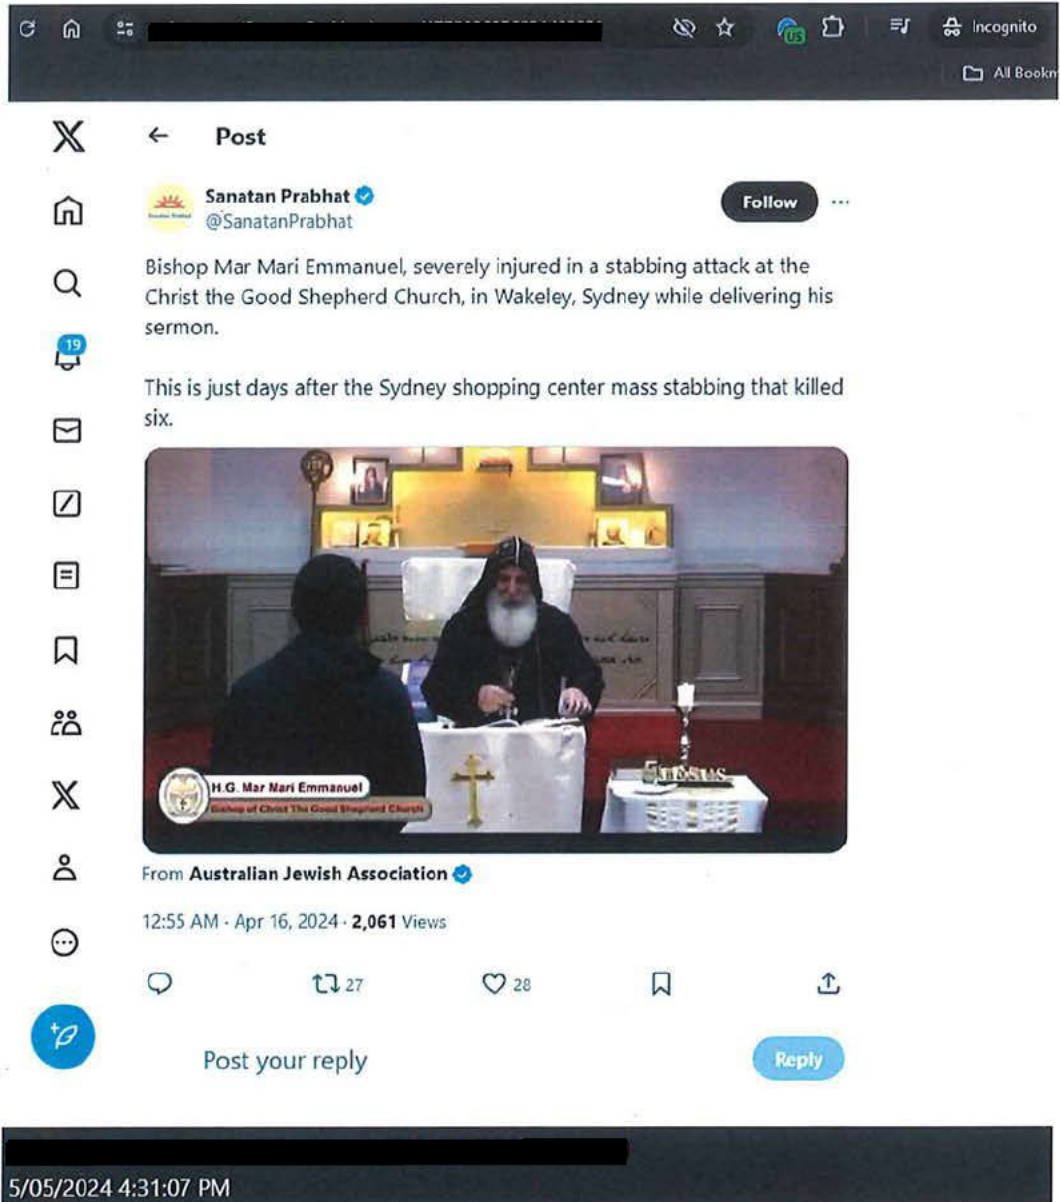 Incognito
All Bookm
Post
Sanatan Prabhat
@SanatanPrabhat
Follow
Bishop Mar Mari Emmanuel, severely injured in a stabbing attack at the
Christ the Good Shepherd Church, in Wakeley, Sydney while delivering his
sermon.
19
This is just days after the Sydney shopping center mass stabbing that killed
six.
JESUS
H.G. Mar Mari Emmanuel
Bishop of Christ The Good Shepherd Church
From Australian Jewish Association
12:55 AM · Apr 16, 2024 · 2,061 Views
27
28
Post your reply
Reply
5/05/2024 4:31:07 PM